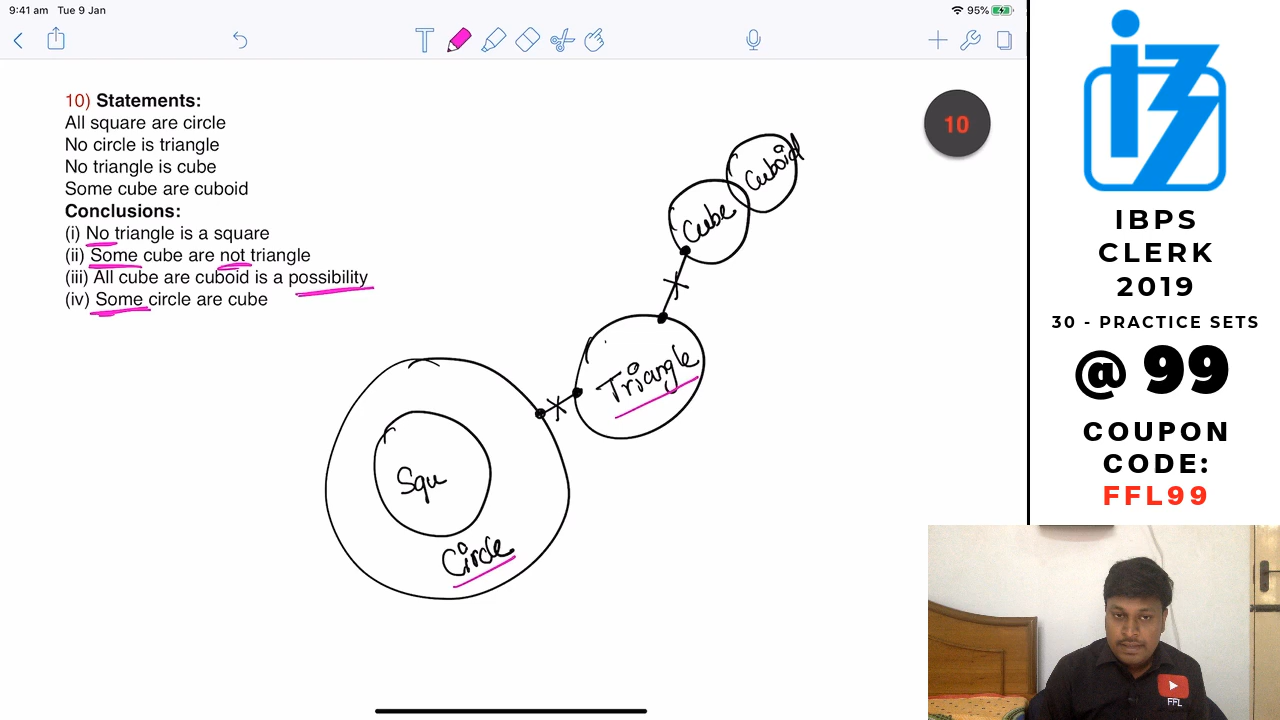 9:41 am Tue 9 Jan
95%
T
10) Statements:
All square are circle
No circle is triangle
No triangle is cube
Some cube are cuboid
Conclusions:
(i) No triangle is a square
(ii) Some cube are not triangle
(iii) All cube are cuboid is a possibility
(iv) Some circle are cube
10
Cuboid
Cube
Triangle
Squ
Circle
IBPS
CLERK
2019
30 - PRACTICE SETS
@ 99
COUPON
CODE:
FFL99
FFL